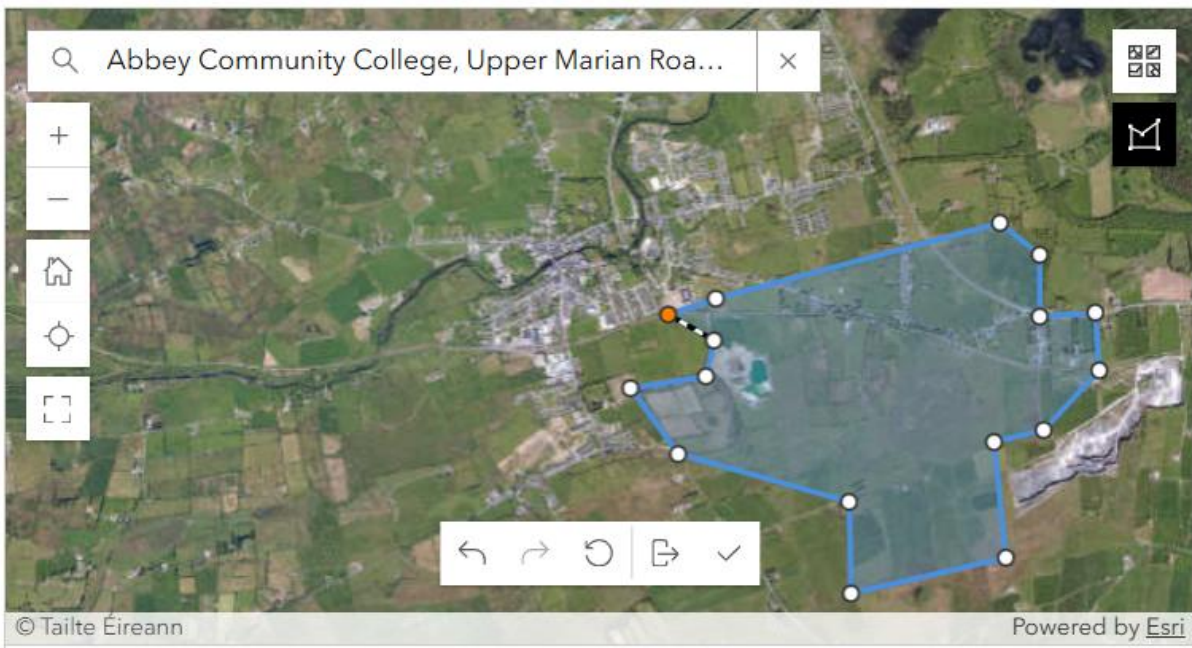 Abbey Community College, Upper Marian Roa...
© Tailte Éireann
Powered by Esri